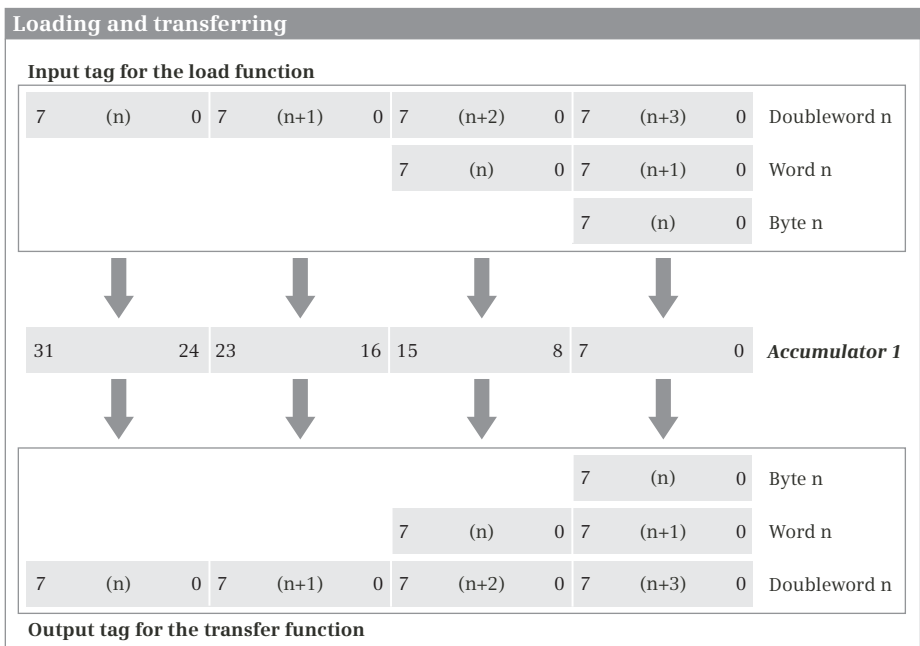 Loading and transferring
Input tag for the load function
7 (n) 0 7 (n+1) 0 7 (n+2) 0 7 (n+3) 0 Doubleword n
7 (n) 0 7 (n+1) 0 Word n
7 (n) 0 Byte n
31 24 23 16 15 8 7 0 Accumulator 1
7 (n) 0 Byte n
7 (n) 0 7 (n+1) 0 Word n
7 (n) 0 7 (n+1) 0 7 (n+2) 0 7 (n+3) 0 Doubleword n
Output tag for the transfer function